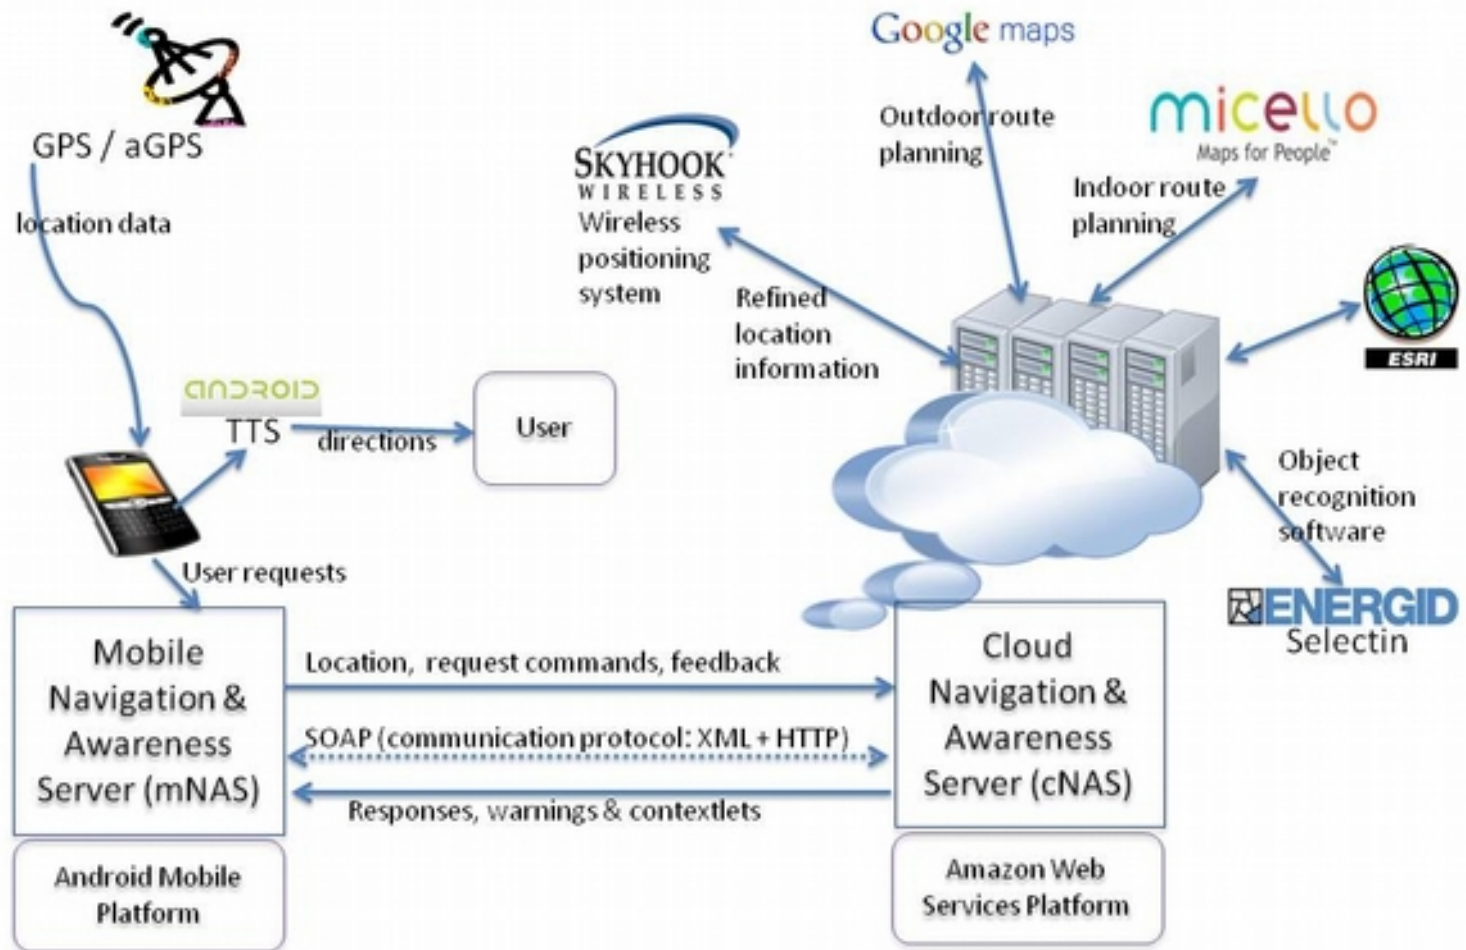 Google maps
GPS / aGPS
location data
SKYHOOK
WIRELESS
Wireless
positioning
system
Outdoor route
planning
micello
Maps for People™
Indoor route
planning
Refined
location
information
ESRI
ANDROID
TTS
directions
User
Object
recognition
software
ENERGID
Selectin
User requests
Mobile
Navigation &
Awareness
Server (mNAS)
Location, request commands, feedback
SOAP (communication protocol: XML + HTTP)
Responses, warnings & contextlets
Cloud
Navigation &
Awareness
Server (cNAS)
Android Mobile
Platform
Amazon Web
Services Platform